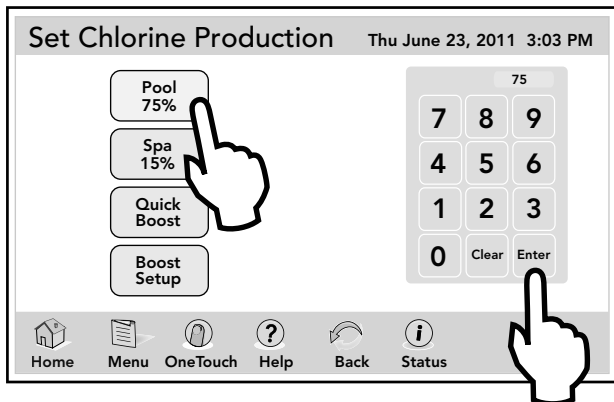 Set Chlorine Production
Thu June 23, 2011 3:03 PM
Pool
75%
Spa
15%
Quick
Boost
Boost
Setup
75
7 8 9
4 5 6
1 2 3
0 Clear Enter
Home Menu OneTouch Help Back Status